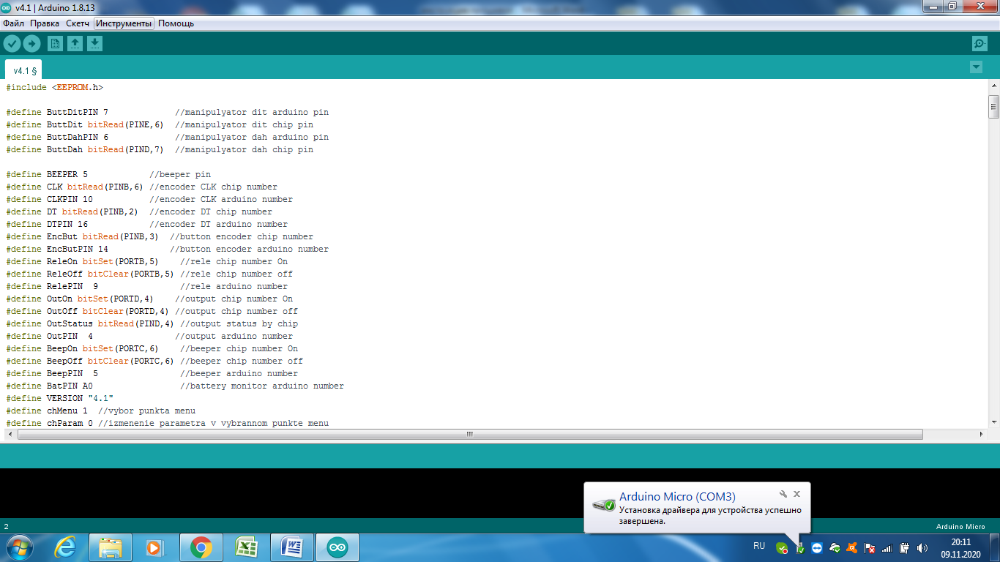 v4.1 | Arduino 1.8.13
Файл Правка Скетч Инструменты Помощь
v4.1 §
#include <EEPROM.h>
#define ButtDitPIN 7 //manipulyator dit arduino pin
#define ButtDit bitRead(PINE,6) //manipulyator dit chip pin
#define ButtDahPIN 6 //manipulyator dah arduino pin
#define ButtDah bitRead(PIND,7) //manipulyator dah chip pin
#define BEEPER 5 //beeper pin
#define CLK bitRead(PINB,6) //encoder CLK chip number
#define CLKPIN 10 //encoder CLK arduino number
#define DT bitRead(PINB,2) //encoder DT chip number
#define DTPIN 16 //encoder DT arduino number
#define EncBut bitRead(PINB,3) //button encoder chip number
#define EncButPIN 14 //button encoder arduino number
#define ReleOn bitSet(PORTB,5) //rele chip number On
#define ReleOff bitClear(PORTB,5) //rele chip number off
#define RelePIN 9 //rele arduino number
#define OutOn bitSet(PORTD,4) //output chip number On
#define OutOff bitClear(PORTD,4) //output chip number off
#define OutStatus bitRead(PIND,4) //output status by chip
#define OutPIN 4 //output arduino number
#define BeepOn bitSet(PORTC,6) //beeper chip number On
#define BeepOff bitClear(PORTC,6) //beeper chip number off
#define BeepPIN 5 //beeper arduino number
#define BatPIN A0 //battery monitor arduino number
#define VERSION "4.1"
#define chMenu 1 //vybor punkta menu
#define chParam 0 //izmenenie parametra v vybrannom punkte menu
Arduino Micro (COM3)
Установка драйвера для устройства успешно
завершена.
2 Arduino Micro
RU
20:11
09.11.2020